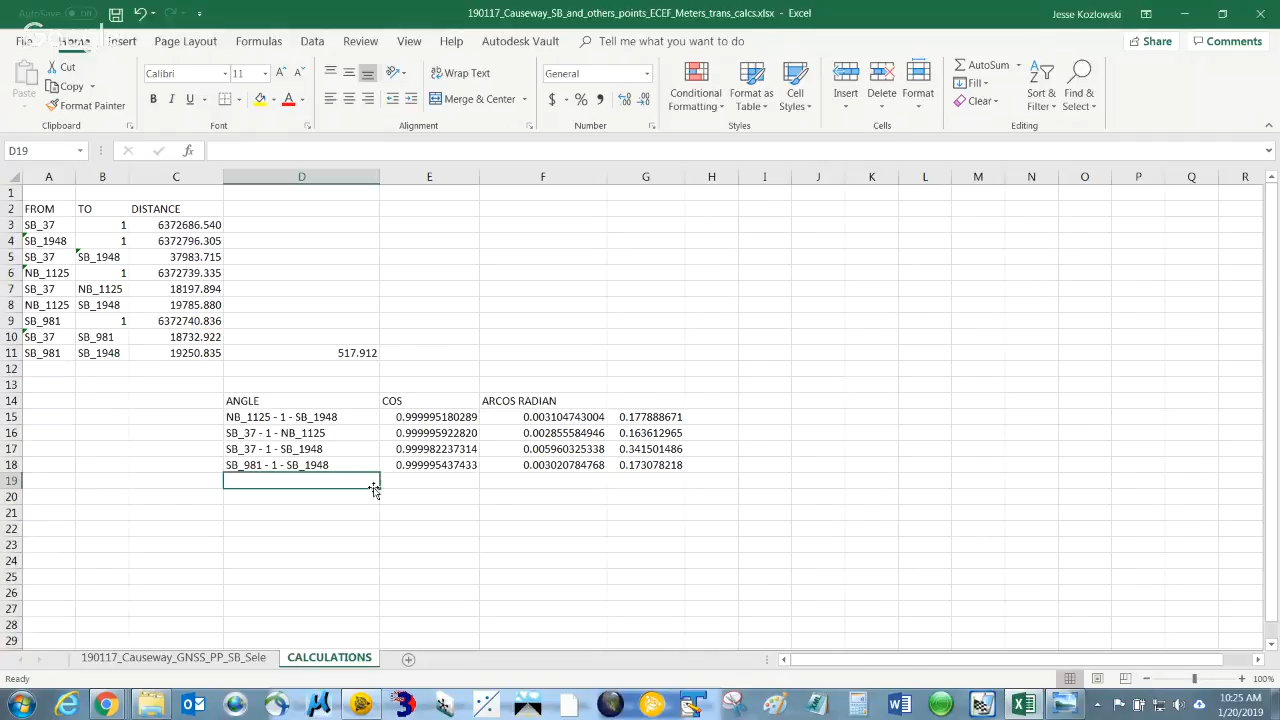 190117_Causeway_SB_and_others_points_ECEF_Meters_trans,calcs.xlsx - Excel
Jesse Kozlowski
Insert Page Layout Formulas Data Review View Help Autodesk Vault Tell me what you want to do
Share Comments
Paste Cut
Copy
Format Painter
Calibri 11 A A
B I U A
Wrap Text
Merge & Center
General
$ % ,
Conditional Formatting Format as Table Cell Styles
Insert Delete Format
AutoSum
Fill
Clear
Sort & Filter Find & Select
Clipboard Font Alignment Number Styles Cells Editing
D19 fx
A B C D E F G H I J K L M N O P Q R
1
2 FROM TO DISTANCE
3 SB_37 1 6372686.540
4 SB_1948 1 6372796.305
5 SB_37 SB_1948 37983.715
6 NB_1125 1 6372739.335
7 SB_37 NB_1125 18197.894
8 NB_1125 SB_1948 19785.880
9 SB_981 1 6372740.836
10 SB_37 SB_981 18732.922
11 SB_981 SB_1948 19250.835 517.912
12
13
14 ANGLE COS ARCOS RADIAN
15 NB_1125 - 1 - SB_1948 0.999995180289 0.003104743004 0.177888671
16 SB_37 - 1 - NB_1125 0.999995922820 0.002855584946 0.163612965
17 SB_37 - 1 - SB_1948 0.999982237314 0.005960325338 0.341501486
18 SB_981 - 1 - SB_1948 0.999995437433 0.003020784768 0.173078218
19
20
21
22
23
24
25
26
27
28
29
190117_Causeway_GNSS_PP_SB_Sele CALCULATIONS
Ready
100%
10:25 AM
1/20/2019